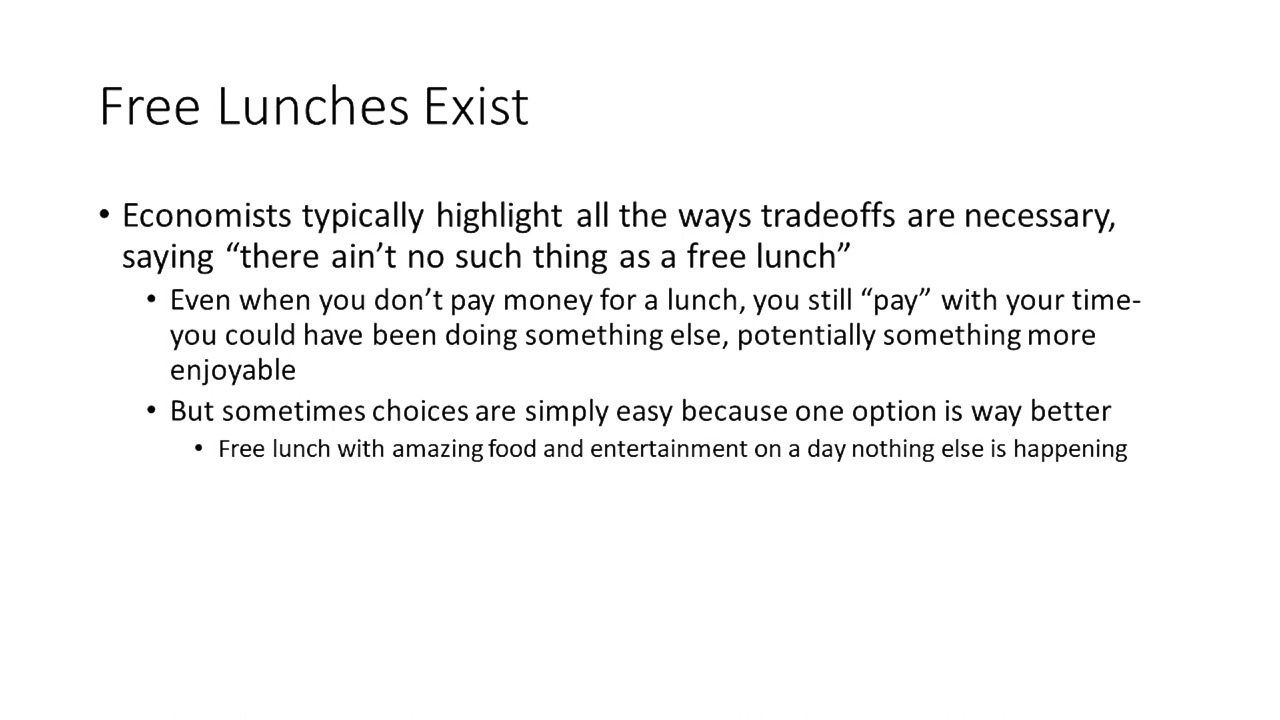 Free Lunches Exist
• Economists typically highlight all the ways tradeoffs are necessary,
saying “there ain’t no such thing as a free lunch”
• Even when you don’t pay money for a lunch, you still “pay” with your time-
you could have been doing something else, potentially something more
enjoyable
• But sometimes choices are simply easy because one option is way better
• Free lunch with amazing food and entertainment on a day nothing else is happening